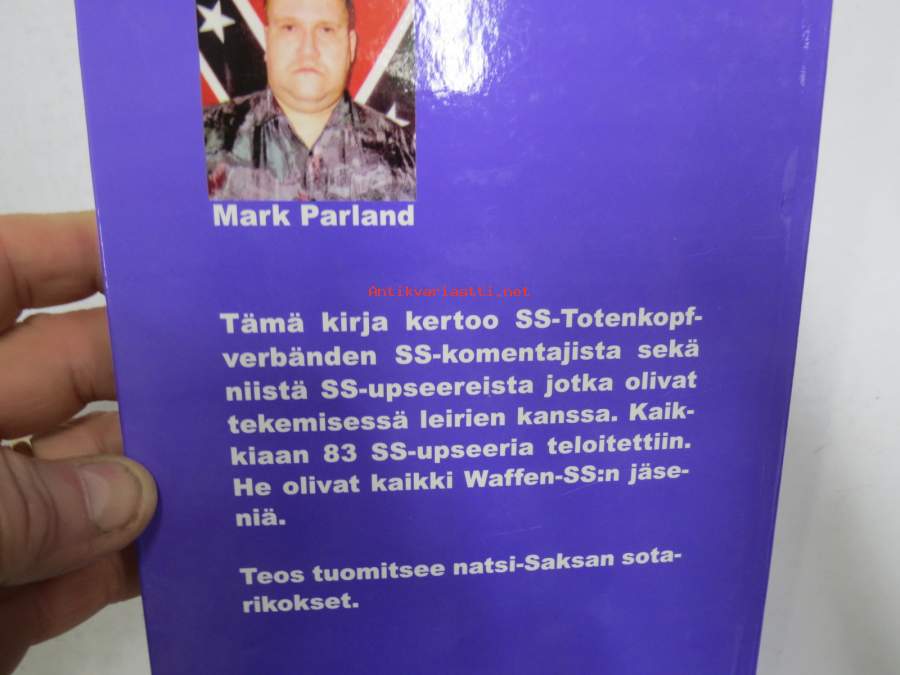 Mark Parland
Antikvariaatti.net
Tämä kirja kertoo SS-Totenkopf-
verbänden SS-komentajista sekä
niistä SS-upseereista jotka olivat
tekemisessä leirien kanssa. Kaik-
kiaan 83 SS-upseeria teloitettiin.
He olivat kaikki Waffen-SS:n jäse-
niä.
Teos tuomitsee natsi-Saksan sota-
rikokset.